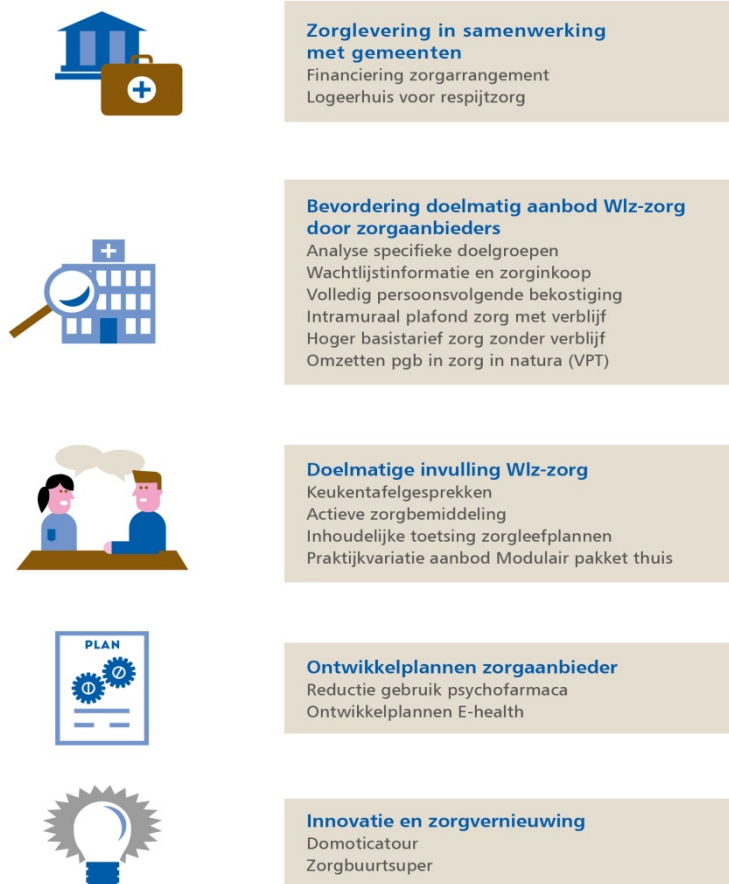 Zorglevering in samenwerking
met gemeenten
Financiering zorgarrangement
Logeerhuis voor respijtzorg
Bevordering doelmatig aanbod Wlz-zorg
door zorgaanbieders
Analyse specifieke doelgroepen
Wachtlijstinformatie en zorginkoop
Volledig persoonsvolgende bekostiging
Intramuraal plafond zorg met verblijf
Hoger basistarief zorg zonder verblijf
Omzetten pgb in zorg in natura (VPT)
Doelmatige invulling Wlz-zorg
Keukentafelgesprekken
Actieve zorgbemiddeling
Inhoudelijke toetsing zorgleefplannen
Praktijkvariatie aanbod Modulair pakket thuis
PLAN
Ontwikkelplannen zorgaanbieder
Reductie gebruik psychofarmaca
Ontwikkelplannen E-health
Innovatie en zorgvernieuwing
Domoticatour
Zorgbuurtsuper